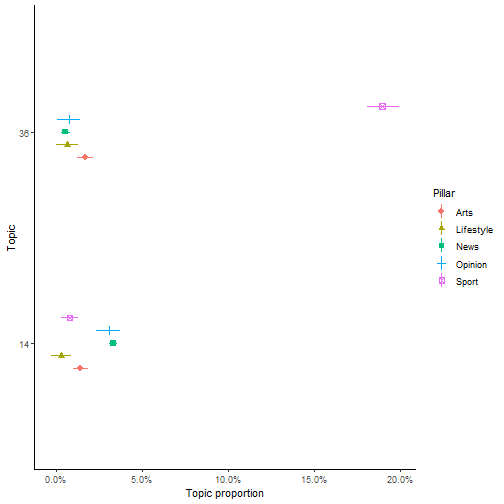 Topic
36
14
0.0%
5.0%
10.0%
15.0%
20.0%
Topic proportion
Pillar
Arts
Lifestyle
News
Opinion
Sport